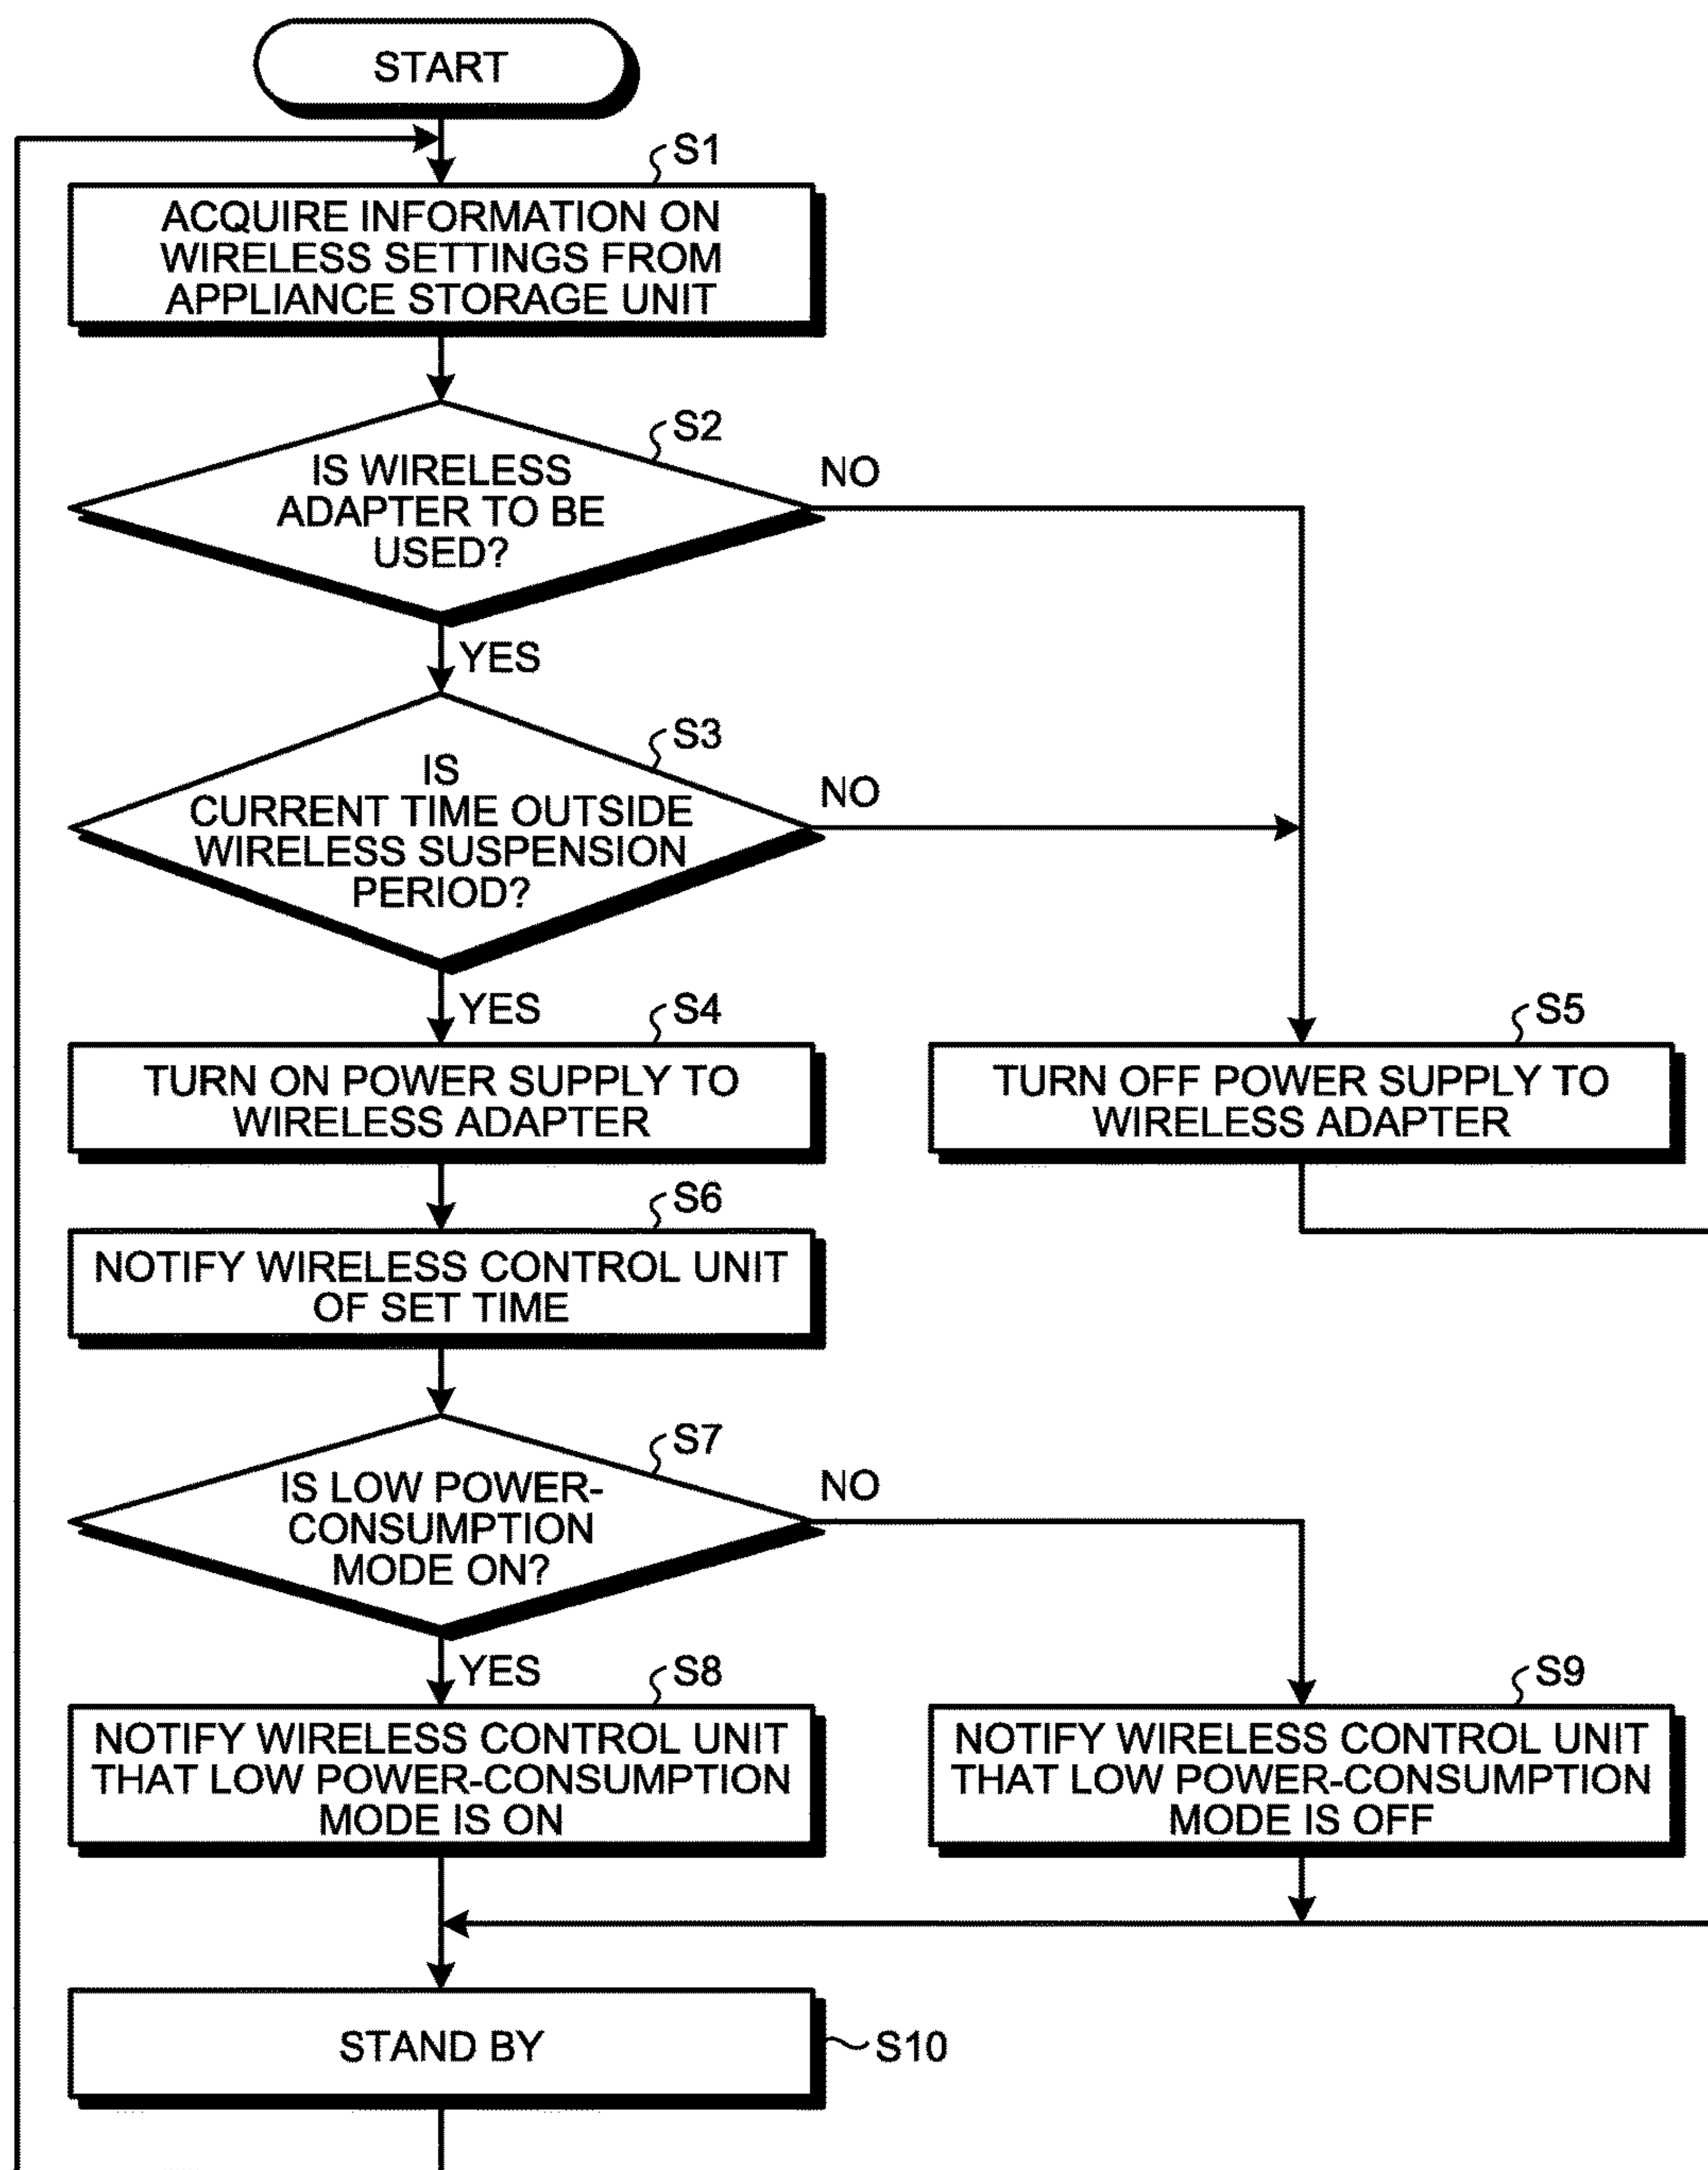 START
S1
ACQUIRE INFORMATION ON
WIRELESS SETTINGS FROM
APPLIANCE STORAGE UNIT
S2
IS WIRELESS
ADAPTER TO BE
USED?
NO
YES
S3
IS
CURRENT TIME OUTSIDE
WIRELESS SUSPENSION
PERIOD?
NO
YES
S4
TURN ON POWER SUPPLY TO
WIRELESS ADAPTER
S5
TURN OFF POWER SUPPLY TO
WIRELESS ADAPTER
S6
NOTIFY WIRELESS CONTROL UNIT
OF SET TIME
S7
IS LOW POWER-
CONSUMPTION
MODE ON?
NO
YES
S8
NOTIFY WIRELESS CONTROL UNIT
THAT LOW POWER-CONSUMPTION
MODE IS ON
S9
NOTIFY WIRELESS CONTROL UNIT
THAT LOW POWER-CONSUMPTION
MODE IS OFF
STAND BY
S10